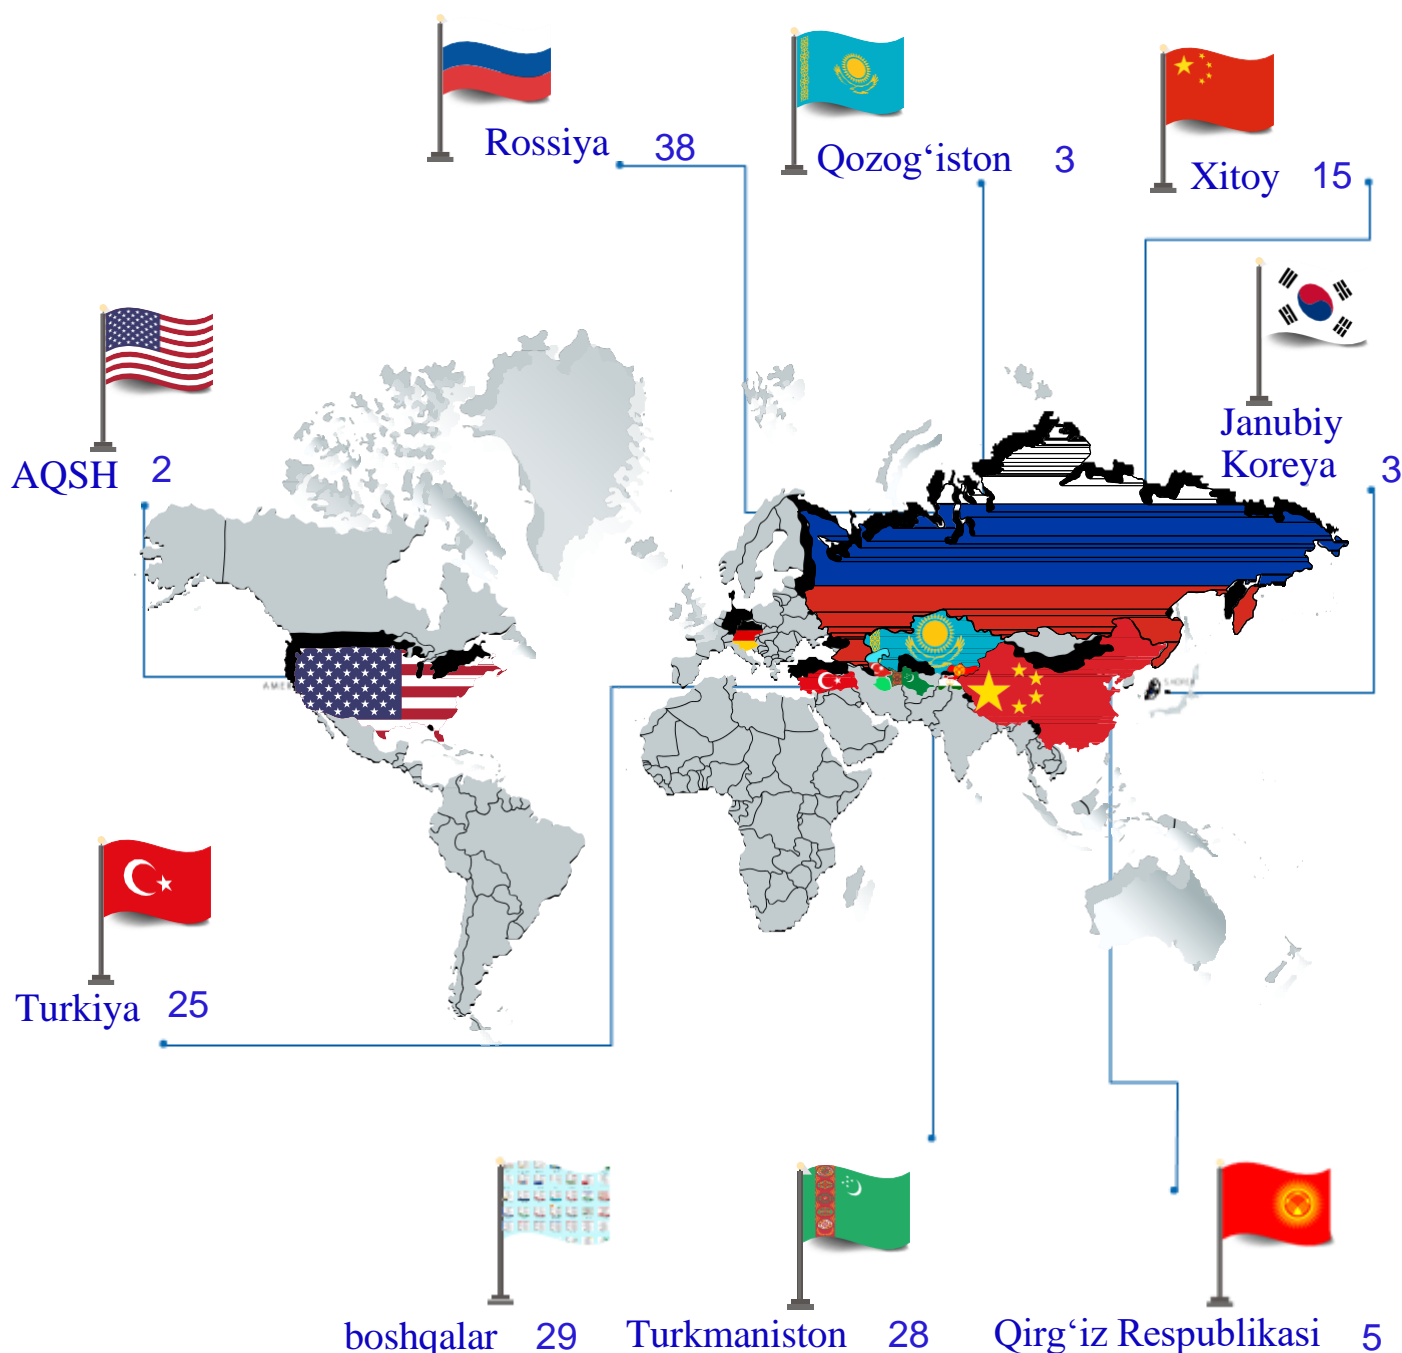 Rossiya 38
Qozog‘iston 3
Xitoy 15
Janubiy
Koreya 3
AQSH 2
Turkiya 25
boshqalar 29
Turkmaniston 28
Qirg‘iz Respublikasi 5